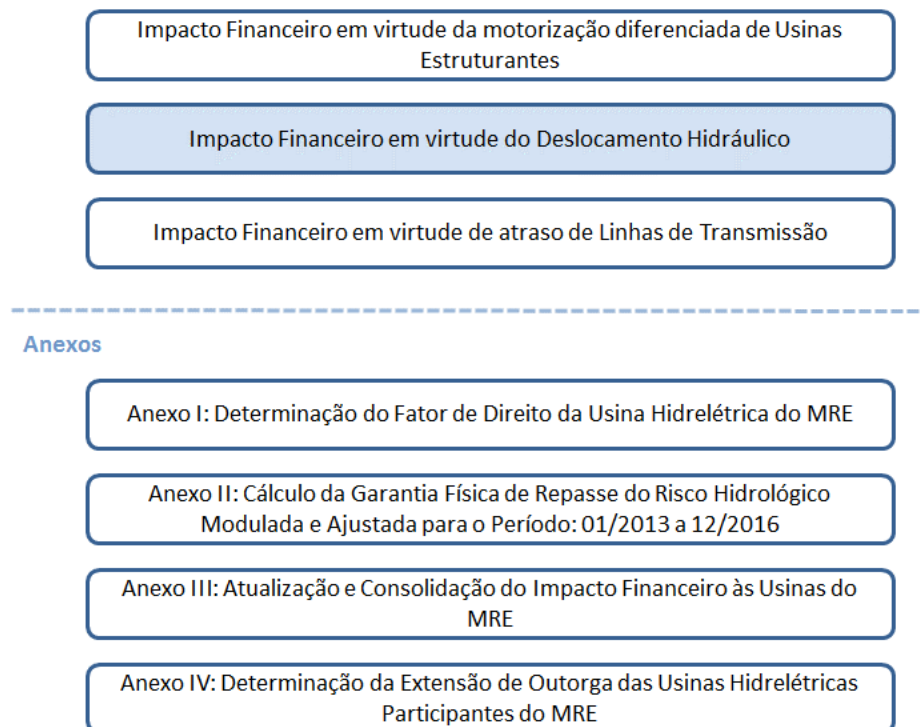 Impacto Financeiro em virtude da motorização diferenciada de Usinas
Estruturantes
Impacto Financeiro em virtude do Deslocamento Hidráulico
Impacto Financeiro em virtude de atraso de Linhas de Transmissão
Anexos
Anexo I: Determinação do Fator de Direito da Usina Hidrelétrica do MRE
Anexo II: Cálculo da Garantia Física de Repasse do Risco Hidrológico
Modulada e Ajustada para o Período: 01/2013 a 12/2016
Anexo III: Atualização e Consolidação do Impacto Financeiro às Usinas do
MRE
Anexo IV: Determinação da Extensão de Outorga das Usinas Hidrelétricas
Participantes do MRE